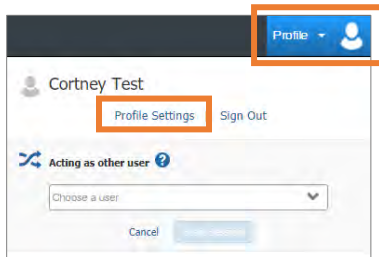 Profile
Cortney Test
Profile Settings Sign Out
Acting as other user ?
Choose a user
Cancel